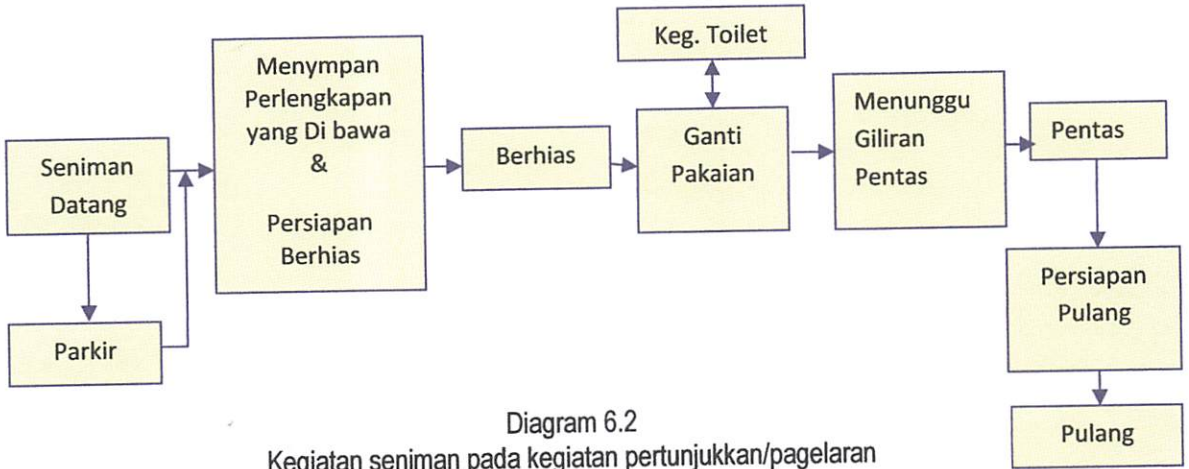 Seniman
Datang
Parkir
Menympan
Perlengkapan
yang Di bawa
&
Persiapan
Berhias
Berhias
Keg. Toilet
Ganti
Pakaian
Menunggu
Giliran
Pentas
Pentas
Persiapan
Pulang
Pulang
Diagram 6.2
Kegiatan seniman pada kegiatan pertunjukkan/pagelaran